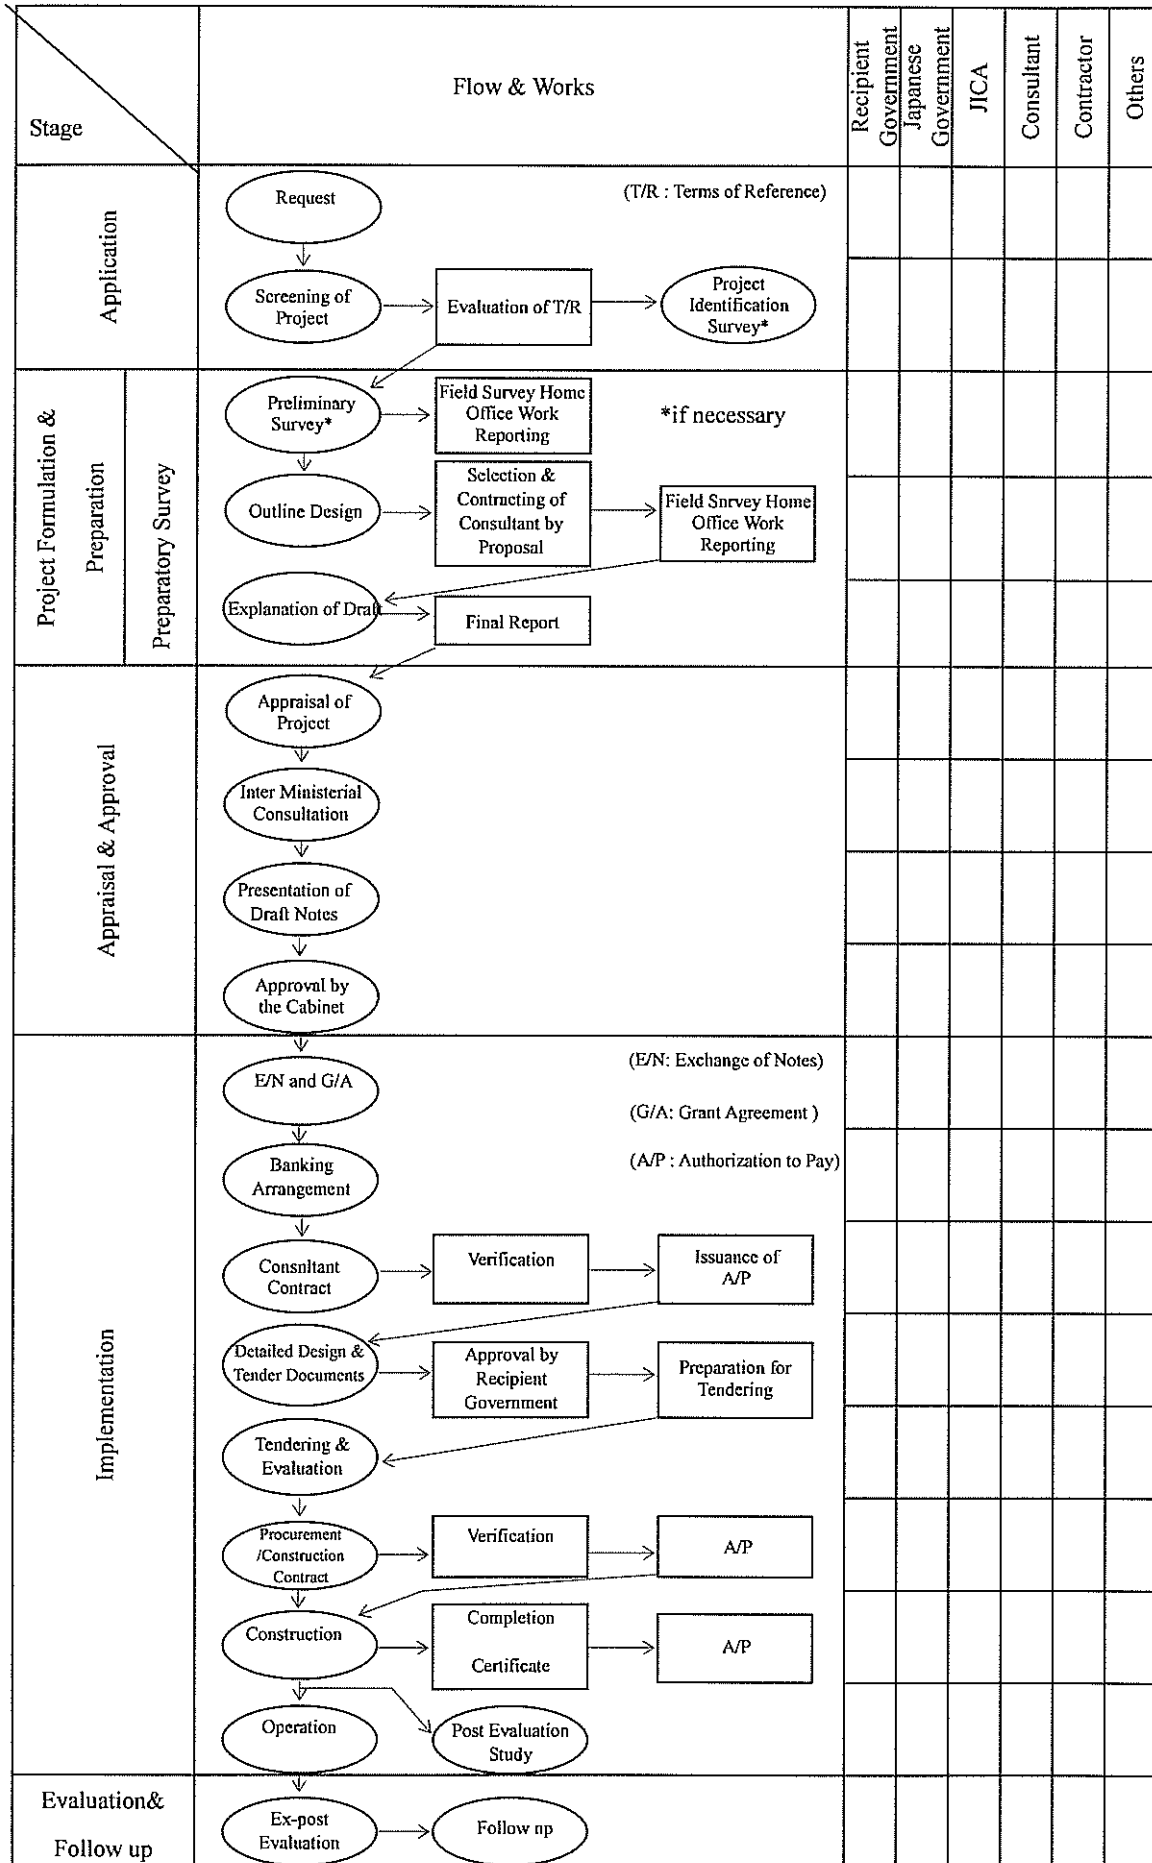 Stage
Flow & Works
Recipient
Government
Japanese
Government
JICA
Consultant
Contractor
Others
Application
Request
(T/R : Terms of Reference)
Screening of
Project
Evaluation of T/R
Project
Identification
Survey*
Project Formulation &
Preparation
Preparatory Survey
Preliminary
Survey*
Field Survey Home
Office Work
Reporting
*if necessary
Outline Design
Selection &
Contracting of
Consultant by
Proposal
Field Snrvey Home
Office Work
Reporting
Explanation of Draft
Final Report
Appraisal & Approval
Appraisal of
Project
Inter Ministerial
Consultation
Presentation of
Draft Notes
Approval by
the Cabinet
Implementation
E/N and G/A
(E/N: Exchange of Notes)
(G/A: Grant Agreement )
(A/P : Authorization to Pay)
Banking
Arrangement
Consnltant
Contract
Verification
Issuance of
A/P
Detailed Design &
Tender Documents
Approval by
Recipient
Government
Preparation for
Tendering
Tendering &
Evaluation
Procurement
/Construction
Contract
Verification
A/P
Construction
Completion
Certificate
A/P
Operation
Post Evaluation
Study
Evaluation&
Follow up
Ex-post
Evaluation
Follow np